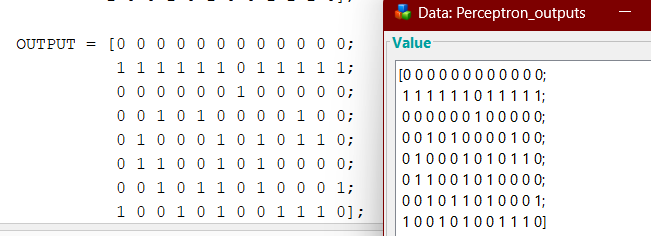 OUTPUT = [0 0 0 0 0 0 0 0 0 0 0 0;
1 1 1 1 1 1 0 1 1 1 1 1;
0 0 0 0 0 0 1 0 0 0 0 0;
0 0 1 0 1 0 0 0 0 1 0 0;
0 1 0 0 0 1 0 1 0 1 1 0;
0 1 1 0 0 1 0 1 0 0 0 0;
0 0 1 0 1 1 0 1 0 0 0 1;
1 0 0 1 0 1 0 0 1 1 1 0];
Data: Perceptron_outputs
Value
[0 0 0 0 0 0 0 0 0 0 0 0;
1 1 1 1 1 1 0 1 1 1 1 1;
0 0 0 0 0 0 1 0 0 0 0 0;
0 0 1 0 1 0 0 0 0 1 0 0;
0 1 0 0 0 1 0 1 0 1 1 0;
0 1 1 0 0 1 0 1 0 0 0 0;
0 0 1 0 1 1 0 1 0 0 0 1;
1 0 0 1 0 1 0 0 1 1 1 0]